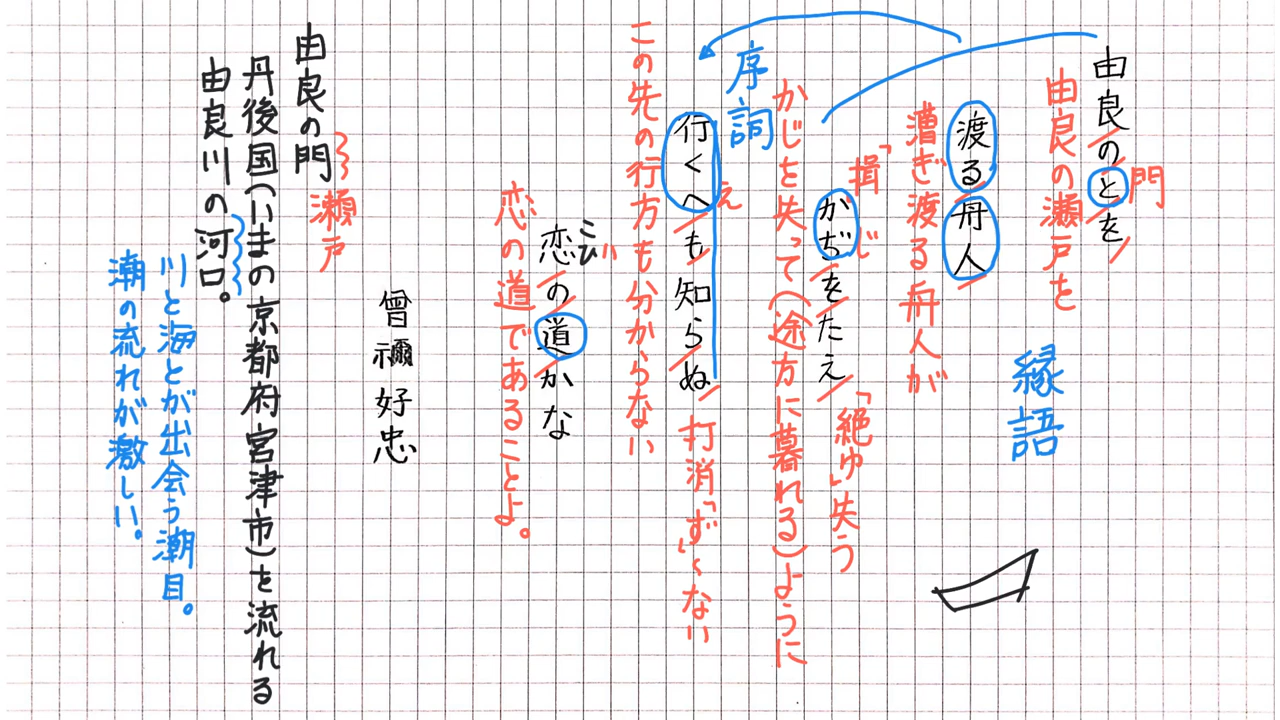 由良のとを
門
由良の瀬戸を
縁語
渡る舟人
漕ぎ渡る舟人が
「揖」じ
かぢをたえ
「絶ゆ」失う
かじを失って(途方に暮れる)ように
序詞
行くへも知らぬ
え
打消「ず」〜ない
この先の行方も分からない
こひ
い
恋の道かな
恋の道であることよ。
曾禰好忠
由良の門
瀬戸
丹後国(いまの京都府宮津市)を流れる
由良川の河口。
川と海とが出会う潮目。
潮の流れが激しい。